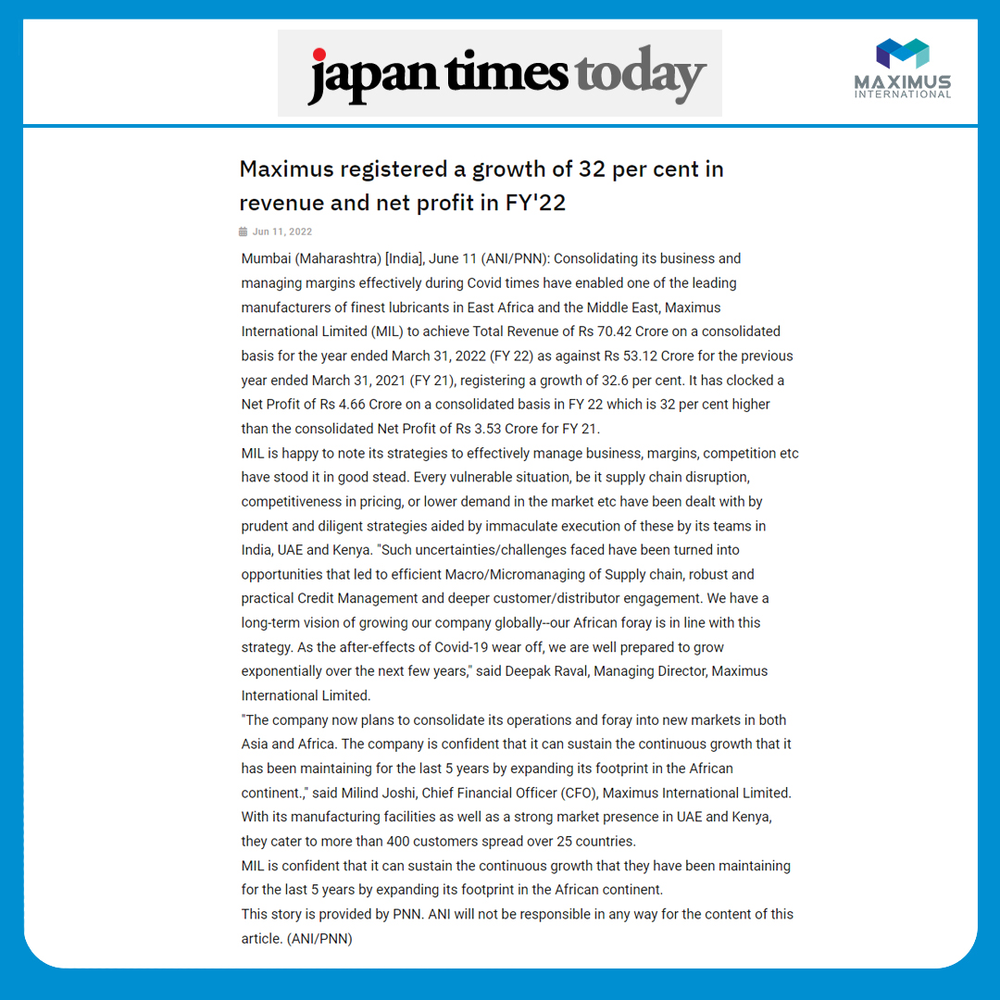 japan times today
MAXIMUS
INTERNATIONAL
Maximus registered a growth of 32 per cent in
revenue and net profit in FY'22
Jun 11, 2022
Mumbai (Maharashtra) [India], June 11 (ANI/PNN): Consolidating its business and
managing margins effectively during Covid times have enabled one of the leading
manufacturers of finest lubricants in East Africa and the Middle East, Maximus
International Limited (MIL) to achieve Total Revenue of Rs 70.42 Crore on a consolidated
basis for the year ended March 31, 2022 (FY 22) as against Rs 53.12 Crore for the previous
year ended March 31, 2021 (FY 21), registering a growth of 32.6 per cent. It has clocked a
Net Profit of Rs 4.66 Crore on a consolidated basis in FY 22 which is 32 per cent higher
than the consolidated Net Profit of Rs 3.53 Crore for FY 21.
MIL is happy to note its strategies to effectively manage business, margins, competition etc
have stood it in good stead. Every vulnerable situation, be it supply chain disruption,
competitiveness in pricing, or lower demand in the market etc have been dealt with by
prudent and diligent strategies aided by immaculate execution of these by its teams in
India, UAE and Kenya. "Such uncertainties/challenges faced have been turned into
opportunities that led to efficient Macro/Micromanaging of Supply chain, robust and
practical Credit Management and deeper customer/distributor engagement. We have a
long-term vision of growing our company globally--our African foray is in line with this
strategy. As the after-effects of Covid-19 wear off, we are well prepared to grow
exponentially over the next few years," said Deepak Raval, Managing Director, Maximus
International Limited.
"The company now plans to consolidate its operations and foray into new markets in both
Asia and Africa. The company is confident that it can sustain the continuous growth that it
has been maintaining for the last 5 years by expanding its footprint in the African
continent.," said Milind Joshi, Chief Financial Officer (CFO), Maximus International Limited.
With its manufacturing facilities as well as a strong market presence in UAE and Kenya,
they cater to more than 400 customers spread over 25 countries.
MIL is confident that it can sustain the continuous growth that they have been maintaining
for the last 5 years by expanding its footprint in the African continent.
This story is provided by PNN. ANI will not be responsible in any way for the content of this
article. (ANI/PNN)